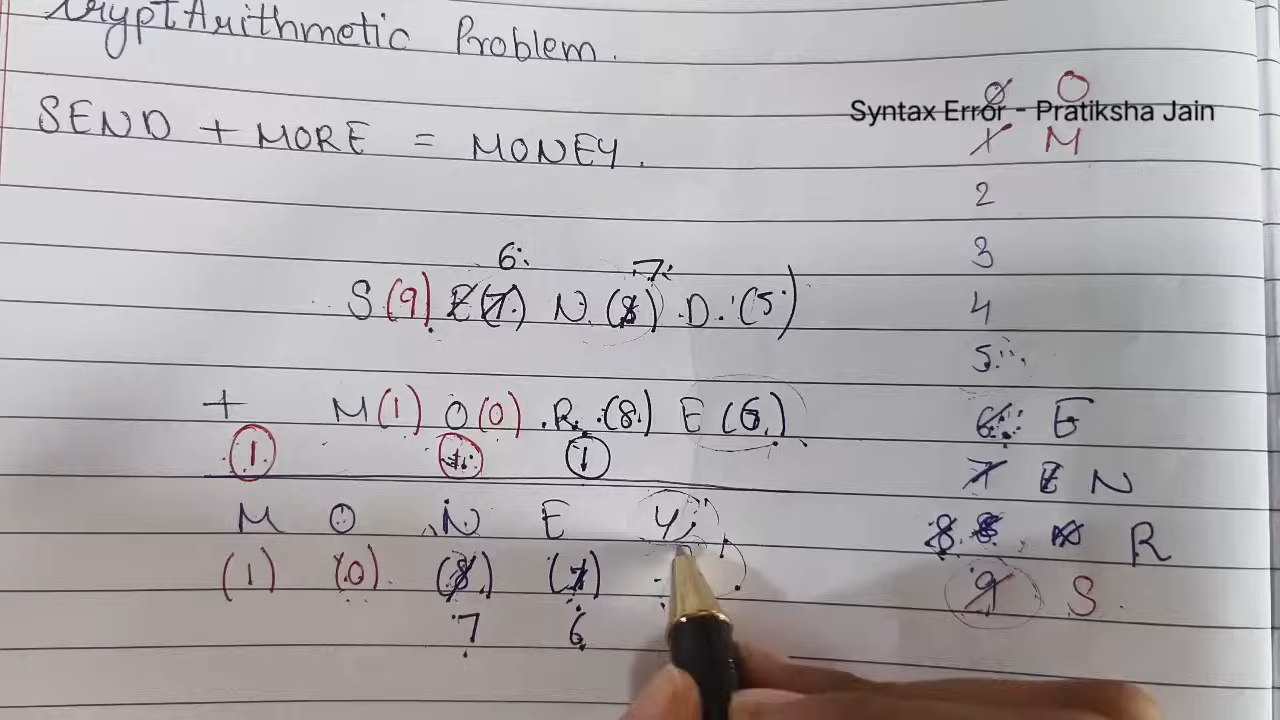 CryptArithmetic Problem.
Syntax Error - Pratiksha Jain
0 O
1 M
SEND + MORE = MONEY.
2
3
6 7
S (9) E (7) N (8) D (5)
4
5
+ M (1) O (0) R (8) E (6)
6 E
1 1 1
7 E N
M O N E Y
8 8 R
(1) (0) (8) (7)
9 S
7 6